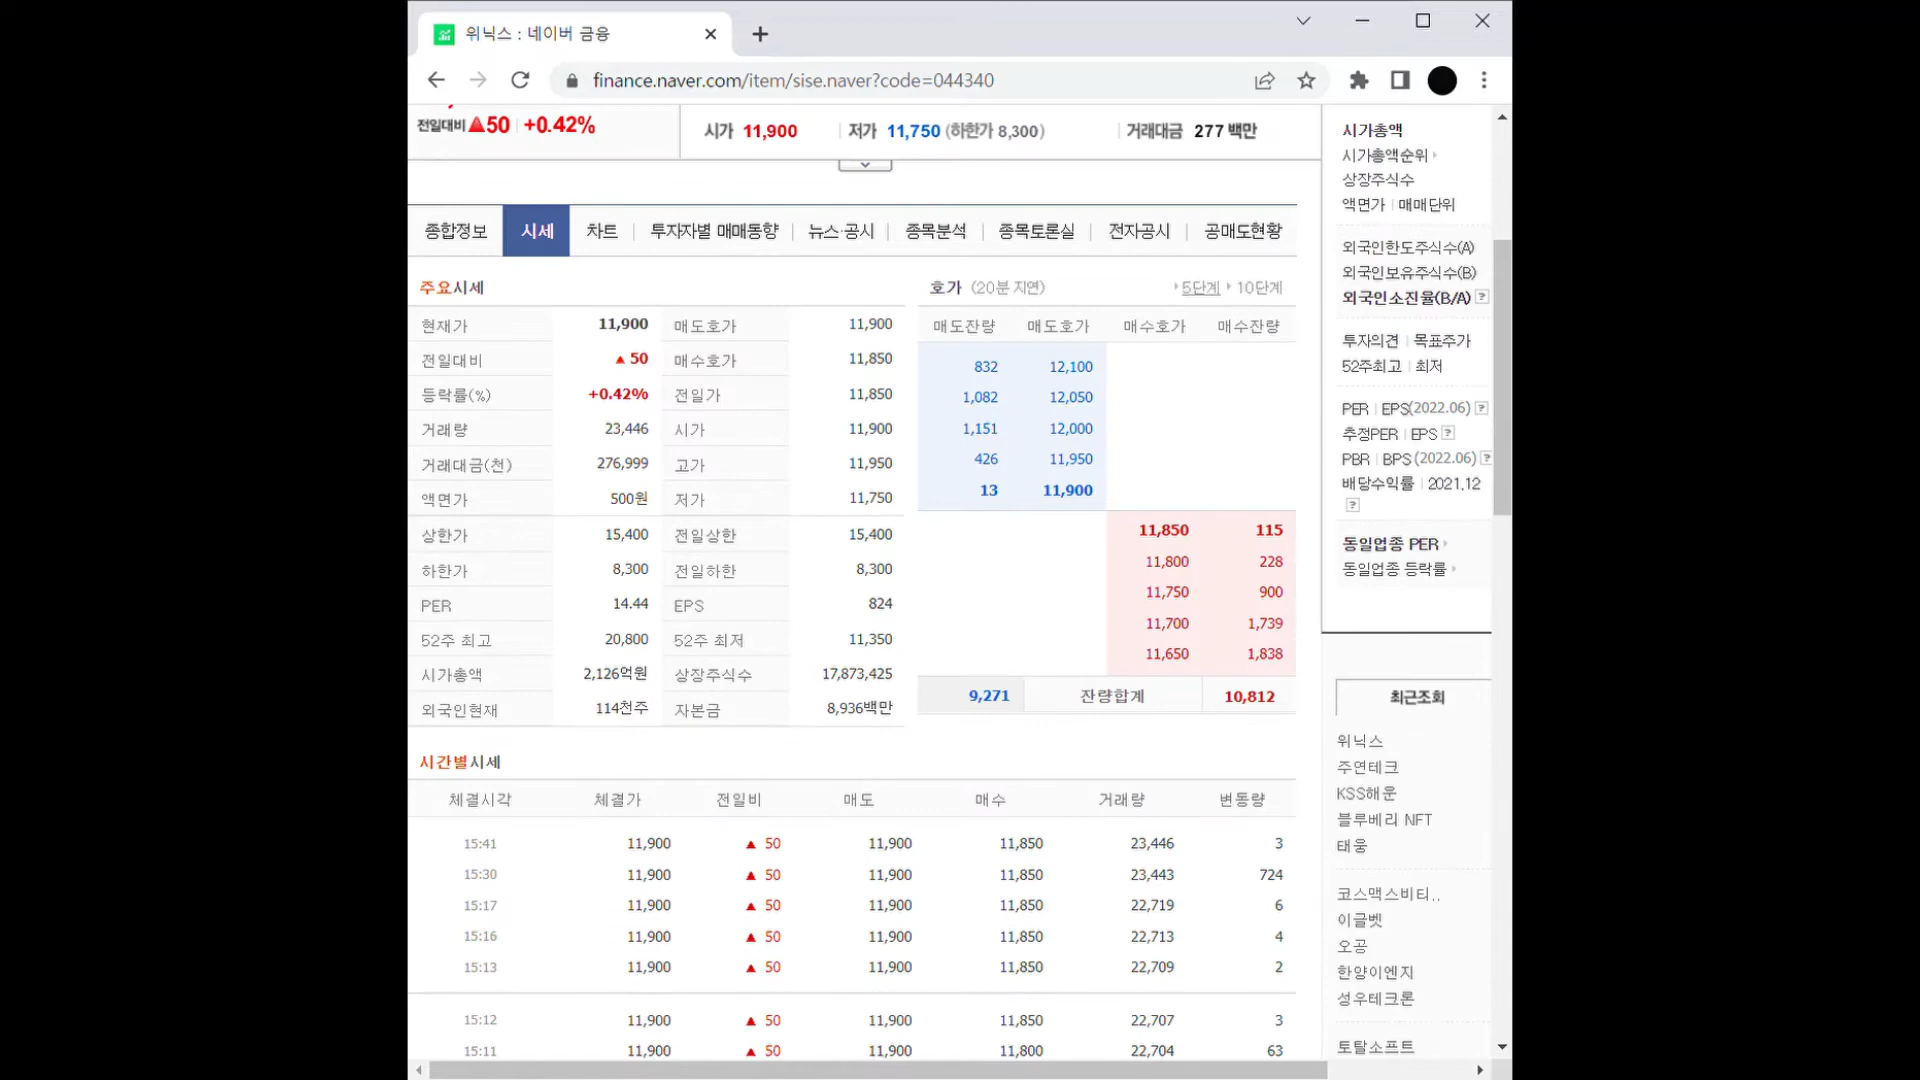 위닉스 : 네이버 금융
finance.naver.com/item/sise.naver?code=044340
전일대비 ▲50 +0.42%
시가 11,900 저가 11,750 (하한가 8,300) 거래대금 277 백만
종합정보 시세 차트 투자자별 매매동향 뉴스·공시 종목분석 종목토론실 전자공시 공매도현황
주요시세
현재가 11,900 매도호가 11,900
전일대비 ▲ 50 매수호가 11,850
등락률(%) +0.42% 전일가 11,850
거래량 23,446 시가 11,900
거래대금(천) 276,999 고가 11,950
액면가 500원 저가 11,750
상한가 15,400 전일상한 15,400
하한가 8,300 전일하한 8,300
PER 14.44 EPS 824
52주 최고 20,800 52주 최저 11,350
시가총액 2,126억원 상장주식수 17,873,425
외국인현재 114천주 자본금 8,936백만
호가 (20분 지연) 5단계 10단계
매도잔량 매도호가 매수호가 매수잔량
832 12,100
1,082 12,050
1,151 12,000
426 11,950
13 11,900
11,850 115
11,800 228
11,750 900
11,700 1,739
11,650 1,838
9,271 잔량합계 10,812
시간별시세
체결시각 체결가 전일비 매도 매수 거래량 변동량
15:41 11,900 ▲ 50 11,900 11,850 23,446 3
15:30 11,900 ▲ 50 11,900 11,850 23,443 724
15:17 11,900 ▲ 50 11,900 11,850 22,719 6
15:16 11,900 ▲ 50 11,900 11,850 22,713 4
15:13 11,900 ▲ 50 11,900 11,850 22,709 2
15:12 11,900 ▲ 50 11,900 11,850 22,707 3
15:11 11,900 ▲ 50 11,900 11,800 22,704 63
시가총액
시가총액순위
상장주식수
액면가 매매단위
외국인한도주식수(A)
외국인보유주식수(B)
외국인소진율(B/A) ?
투자의견 목표주가
52주최고 최저
PER EPS(2022.06) ?
추정PER EPS ?
PBR BPS(2022.06) ?
배당수익률 2021.12
?
동일업종 PER
동일업종 등락률
최근조회
위닉스
주연테크
KSS해운
블루베리 NFT
태웅
코스맥스비티..
이글벳
오공
한양이엔지
성우테크론
토탈소프트